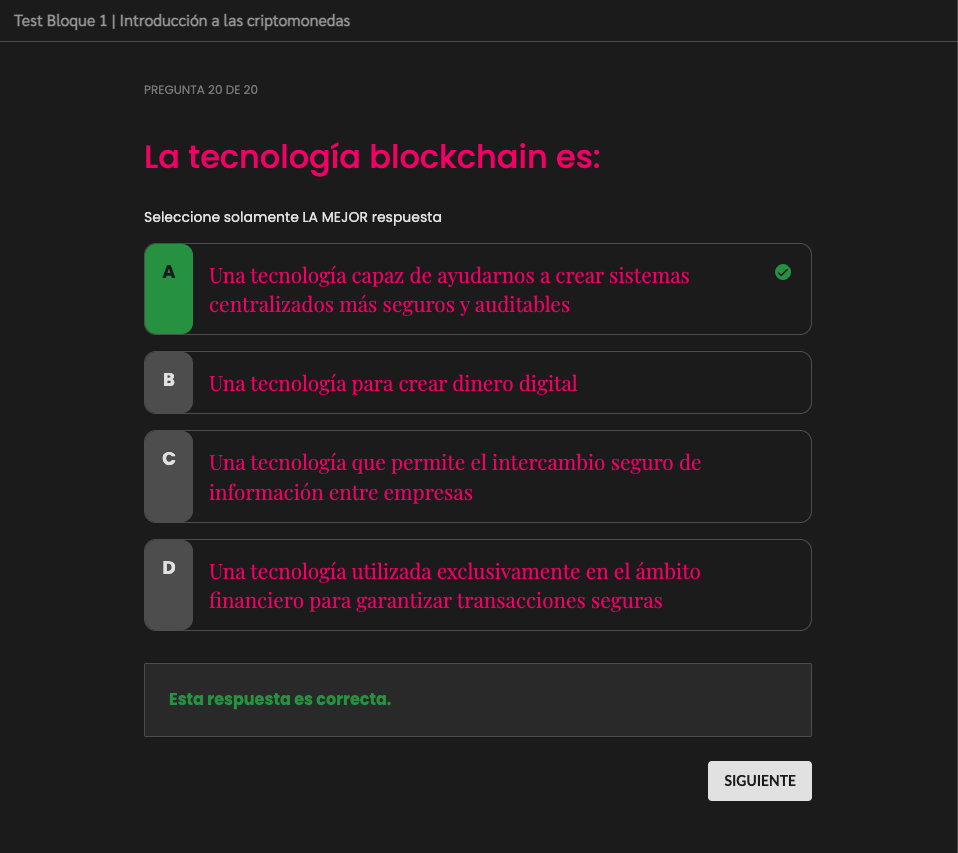 Test Bloque 1 | Introducción a las criptomonedas
PREGUNTA 20 DE 20
La tecnología blockchain es:
Seleccione solamente LA MEJOR respuesta
A
Una tecnología capaz de ayudarnos a crear sistemas
centralizados más seguros y auditables
B
Una tecnología para crear dinero digital
C
Una tecnología que permite el intercambio seguro de
información entre empresas
D
Una tecnología utilizada exclusivamente en el ámbito
financiero para garantizar transacciones seguras
Esta respuesta es correcta.
SIGUIENTE